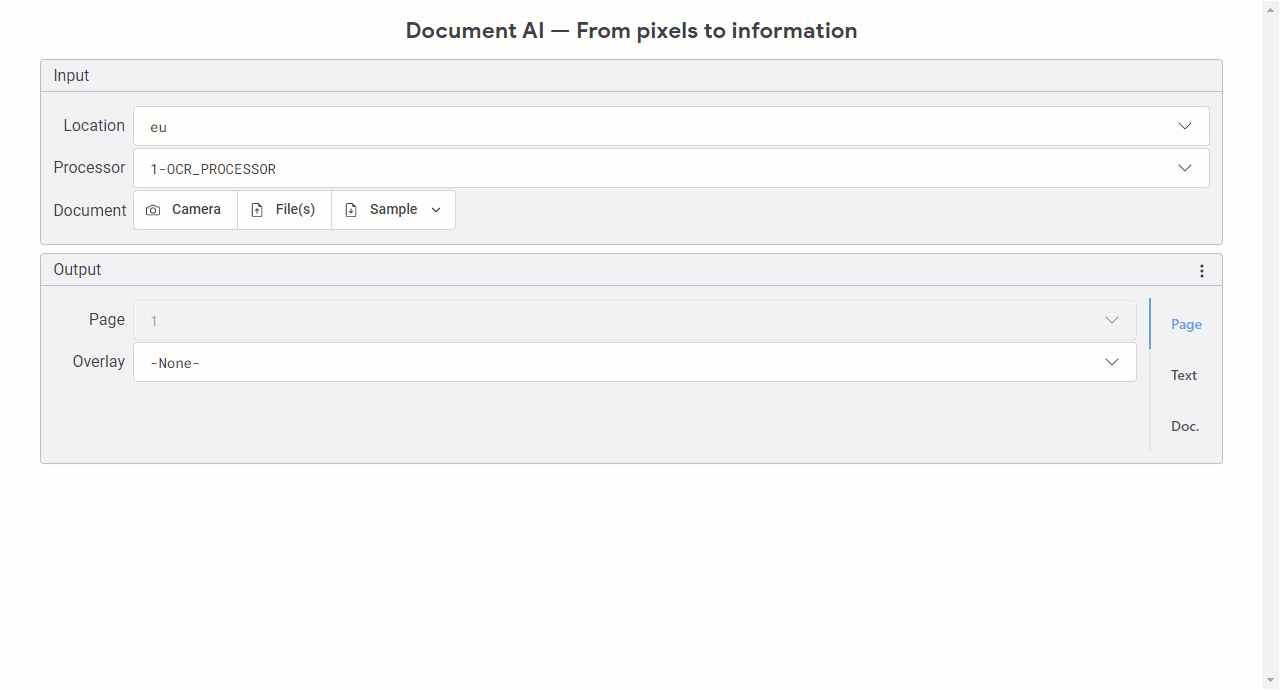 Document AI — From pixels to information
Input
Location eu
Processor 1-OCR_PROCESSOR
Document Camera File(s) Sample
Output
Page 1
Overlay -None-
Page
Text
Doc.